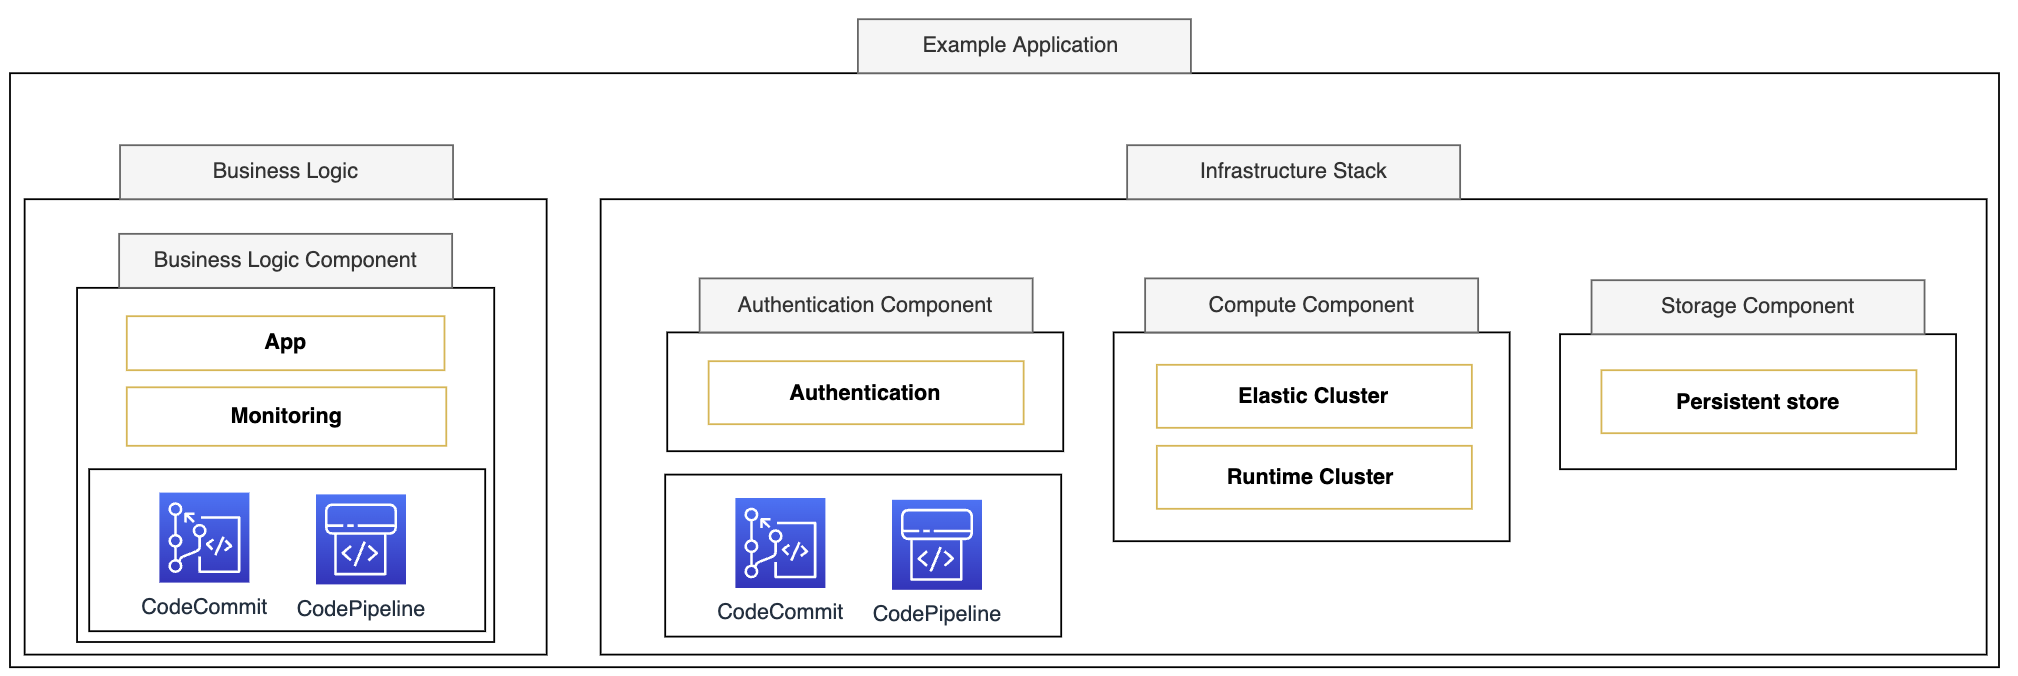 Example Application
Business Logic
Infrastructure Stack
Business Logic Component
App
Monitoring
CodeCommit
CodePipeline
Authentication Component
Authentication
CodeCommit
CodePipeline
Compute Component
Elastic Cluster
Runtime Cluster
Storage Component
Persistent store